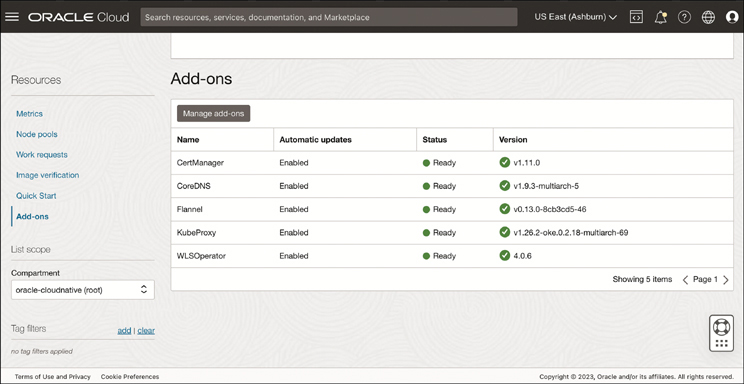 ORACLE Cloud
Search resources, services, documentation, and Marketplace
US East (Ashburn)
Resources
Metrics
Node pools
Work requests
Image verification
Quick Start
Add-ons
List scope
Compartment
oracle-cloudnative (root)
Tag filters add | clear
no tag filters applied
Add-ons
Manage add-ons
Name Automatic updates Status Version
CertManager Enabled Ready v1.11.0
CoreDNS Enabled Ready v1.9.3-multiarch-5
Flannel Enabled Ready v0.13.0-8cb3cd5-46
KubeProxy Enabled Ready v1.26.2-oke.0.2.18-multiarch-69
WLSOperator Enabled Ready 4.0.6
Showing 5 items Page 1
Terms of Use and Privacy Cookie Preferences
Copyright © 2023, Oracle and/or its affiliates. All rights reserved.